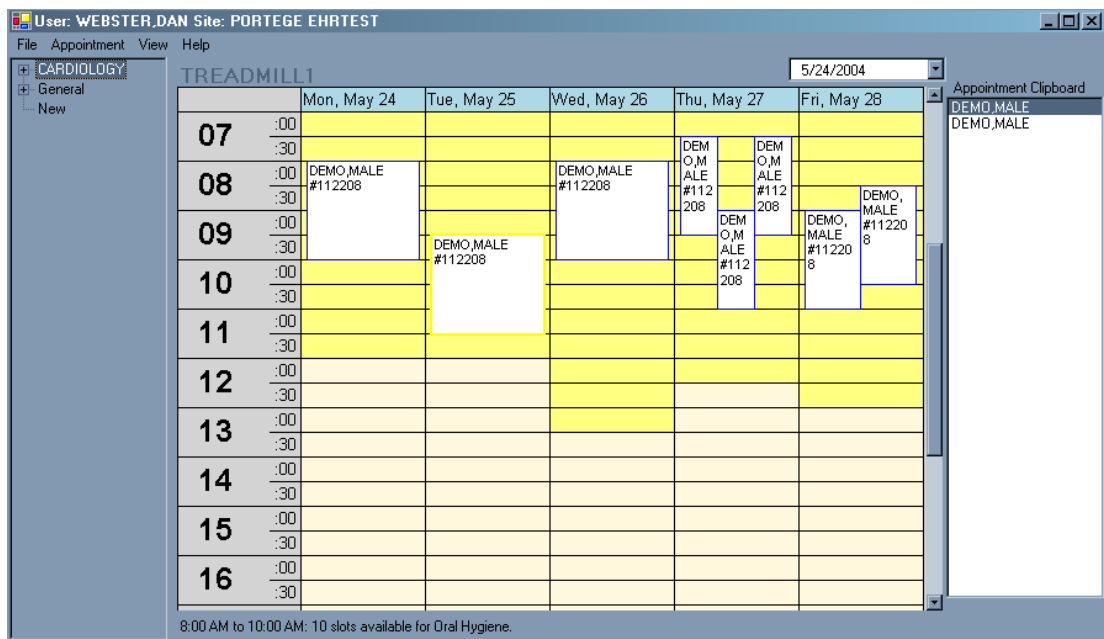 User: WEBSTER,DAN Site: PORTEGE EHRTEST
File Appointment View Help
CARDIOLOGY
General
New
TREADMILL1
5/24/2004
Mon, May 24 Tue, May 25 Wed, May 26 Thu, May 27 Fri, May 28
07 :00
:30
08 :00
:30
09 :00
:30
10 :00
:30
11 :00
:30
12 :00
:30
13 :00
:30
14 :00
:30
15 :00
:30
16 :00
:30
DEMO,MALE
#112208
DEMO,MALE
#112208
DEMO,MALE
#112208
DEM
O,M
ALE
#112
208
DEM
O,M
ALE
#112
208
DEM
O,M
ALE
#112
208
DEMO,
MALE
#11220
8
DEMO,
MALE
#11220
8
Appointment Clipboard
DEMO,MALE
DEMO,MALE
8:00 AM to 10:00 AM: 10 slots available for Oral Hygiene.